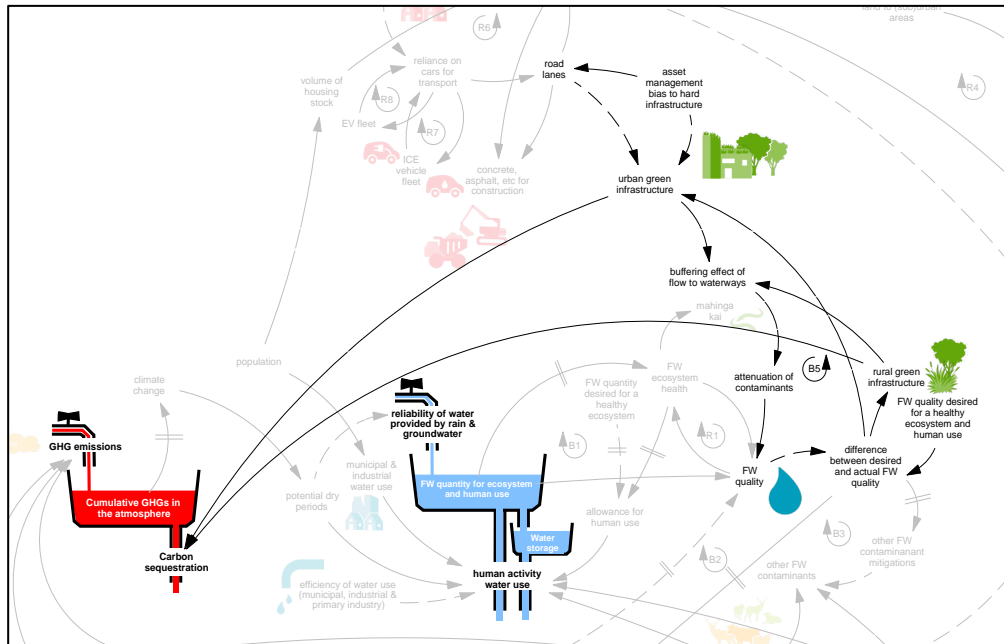 land to (sub)urban
areas
R6
R4
reliance on
cars for
transport
road
lanes
asset
management
bias to hard
infrastructure
volume of
housing
stock
R8
EV fleet
R7
ICE
vehicle
fleet
concrete,
asphalt, etc for
construction
urban green
infrastructure
buffering effect of
flow to waterways
mahinga
kai
population
climate
change
attenuation of
contaminants
B5
rural green
infrastructure
FW quality desired
for a healthy
ecosystem and
human use
FW
ecosystem
health
FW quantity
desired for a
healthy
ecosystem
B1
R1
reliability of water
provided by rain &
groundwater
GHG emissions
municipal &
industrial
water use
FW
quality
difference
between desired
and actual FW
quality
Cumulative GHGs in
the atmosphere
potential dry
periods
FW quantity for ecosystem
and human use
allowance for
human use
Water
storage
B3
other FW
contaminanant
mitigations
Carbon
sequestration
B2
other FW
contaminants
efficiency of water use
(municipal, industrial &
primary industry)
human activity
water use